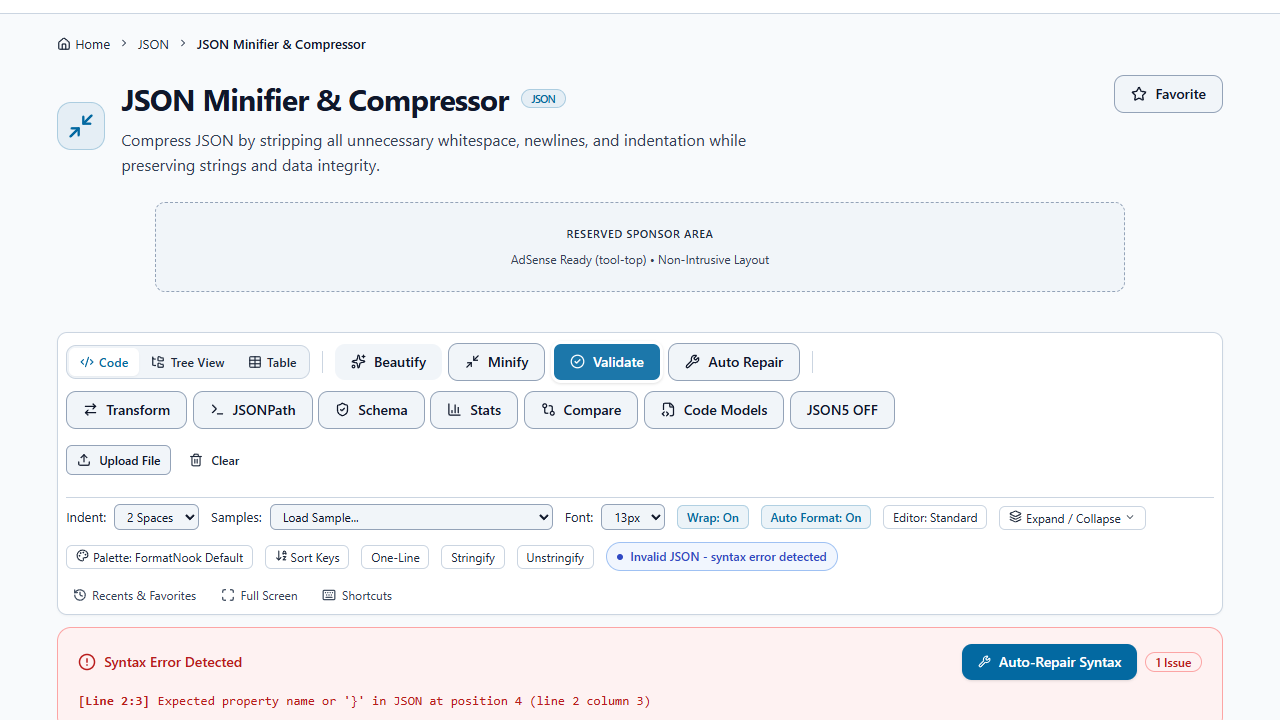 Home > JSON > JSON Minifier & Compressor
JSON Minifier & Compressor JSON
Favorite
Compress JSON by stripping all unnecessary whitespace, newlines, and indentation while
preserving strings and data integrity.
RESERVED SPONSOR AREA
AdSense Ready (tool-top) • Non-Intrusive Layout
Code Tree View Table Beautify Minify Validate Auto Repair
Transform JSONPath Schema Stats Compare Code Models JSON5 OFF
Upload File Clear
Indent: 2 Spaces Samples: Load Sample... Font: 13px Wrap: On Auto Format: On Editor: Standard Expand / Collapse
Palette: FormatNook Default Sort Keys One-Line Stringify Unstringify Invalid JSON - syntax error detected
Recents & Favorites Full Screen Shortcuts
Syntax Error Detected Auto-Repair Syntax 1 Issue
[Line 2:3] Expected property name or '}' in JSON at position 4 (line 2 column 3)